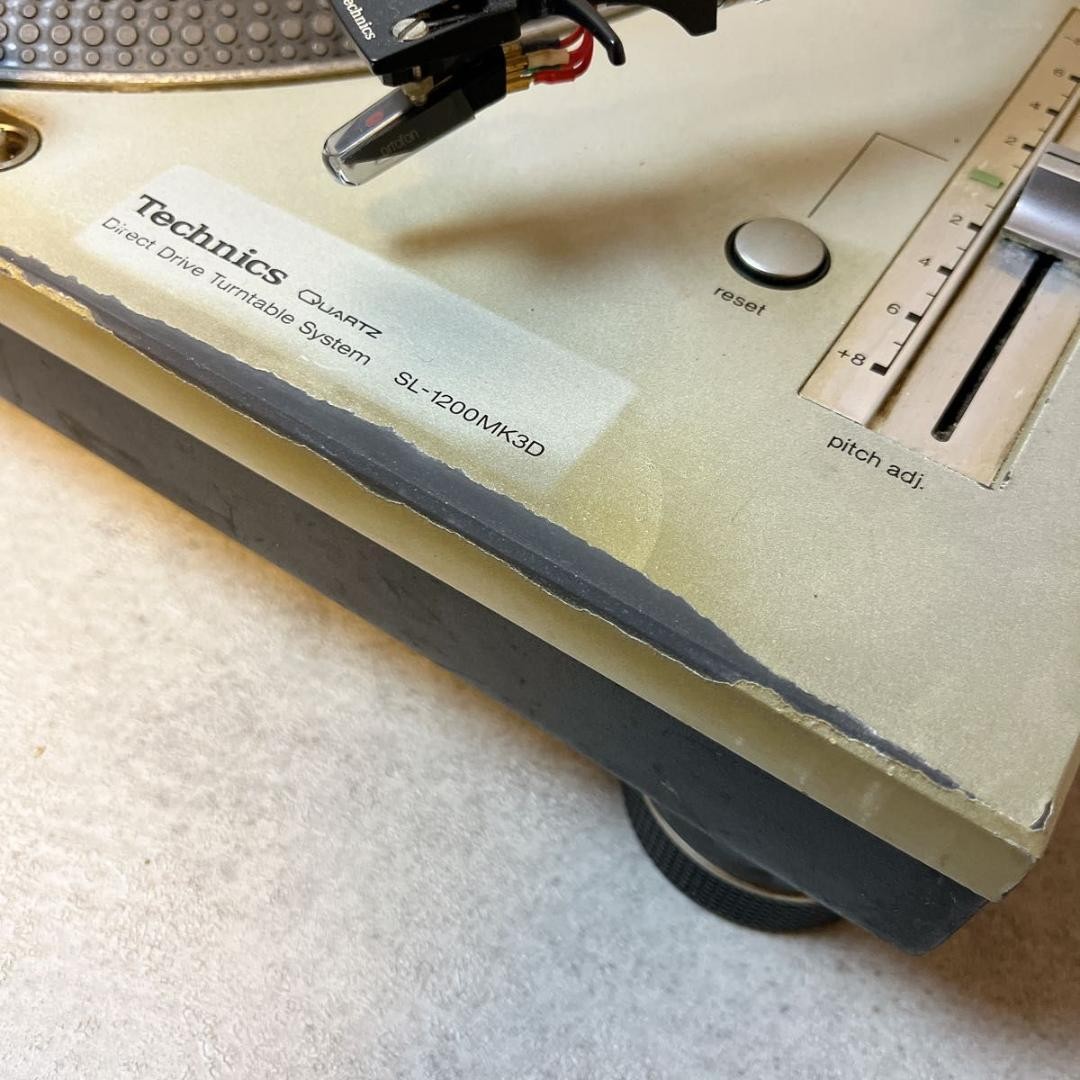 Technics
ortofon
Technics QUARTZ
Direct Drive Turntable System SL-1200MK3D
reset
6
4
2
2
4
6
+8
pitch adj.